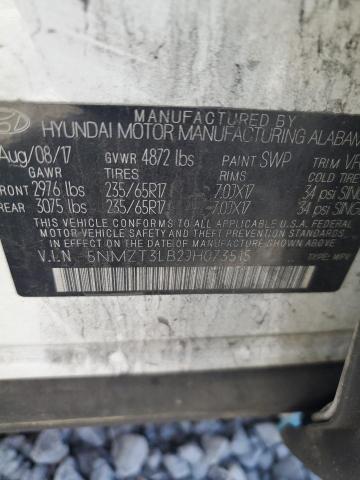 MANUFACTURED BY
HYUNDAI MOTOR MANUFACTURING ALABAM
Aug/08/17 GVWR 4872 lbs PAINT SWP TRIM
GAWR TIRES RIMS COLD TIRE
FRONT 2976 lbs 235/65R17 7.0JX17 34 psi SING
REAR 3075 lbs 235/65R17 7.0JX17 34 psi SING
THIS VEHICLE CONFORMS TO ALL APPLICABLE U.S. FEDERAL
MOTOR VEHICLE SAFETY AND THEFT PREVENTION STANDARDS
IN EFFECT ON THE DATE OF MANUFACTURE SHOWN ABOVE.
V.I.N. 5NMZT3LB2JH073515
TYPE: MPV